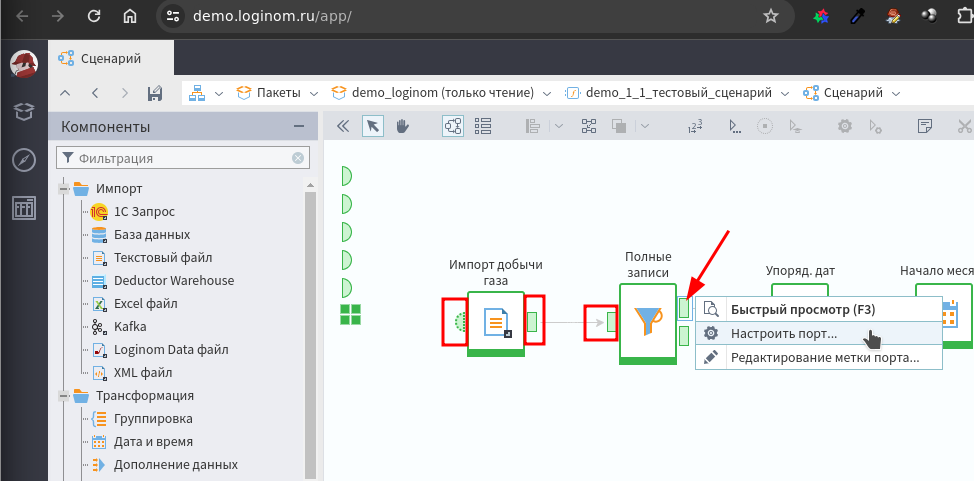 demo.loginom.ru/app/
Сценарий
Пакеты
demo_loginom (только чтение)
demo_1_1_тестовый_сценарий
Сценарий
Компоненты
Фильтрация
Импорт
1С Запрос
База данных
Текстовый файл
Deductor Warehouse
Excel файл
Kafka
Loginom Data файл
XML файл
Трансформация
Группировка
Дата и время
Дополнение данных
Импорт добычи
газа
Полные
записи
Упоряд. дат
Начало меся
Быстрый просмотр (F3)
Настроить порт...
Редактирование метки порта...